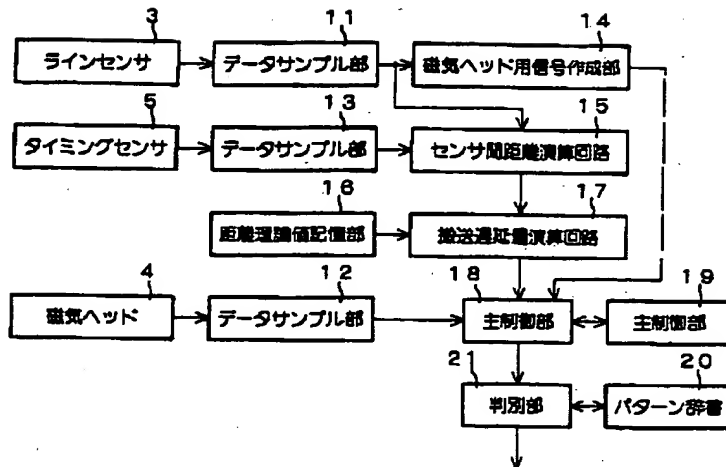 3
ラインセンサ
11
データサンプル部
14
磁気ヘッド用信号作成部
5
タイミングセンサ
13
データサンプル部
15
センサ間距離演算回路
16
距離理論値記憶部
17
搬送遅延量演算回路
4
磁気ヘッド
12
データサンプル部
18
主制御部
19
主制御部
21
判別部
20
パターン辞書